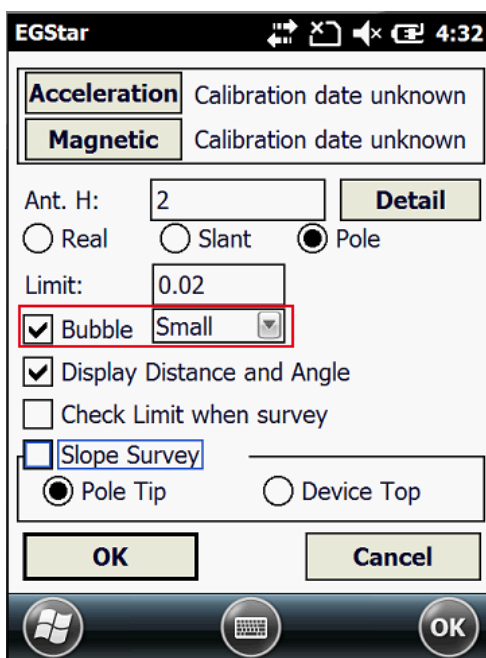 EGStar 4:32
Acceleration Calibration date unknown
Magnetic Calibration date unknown
Ant. H: 2 Detail
Real Slant Pole
Limit: 0.02
Bubble Small
Display Distance and Angle
Check Limit when survey
Slope Survey
Pole Tip Device Top
OK Cancel
OK